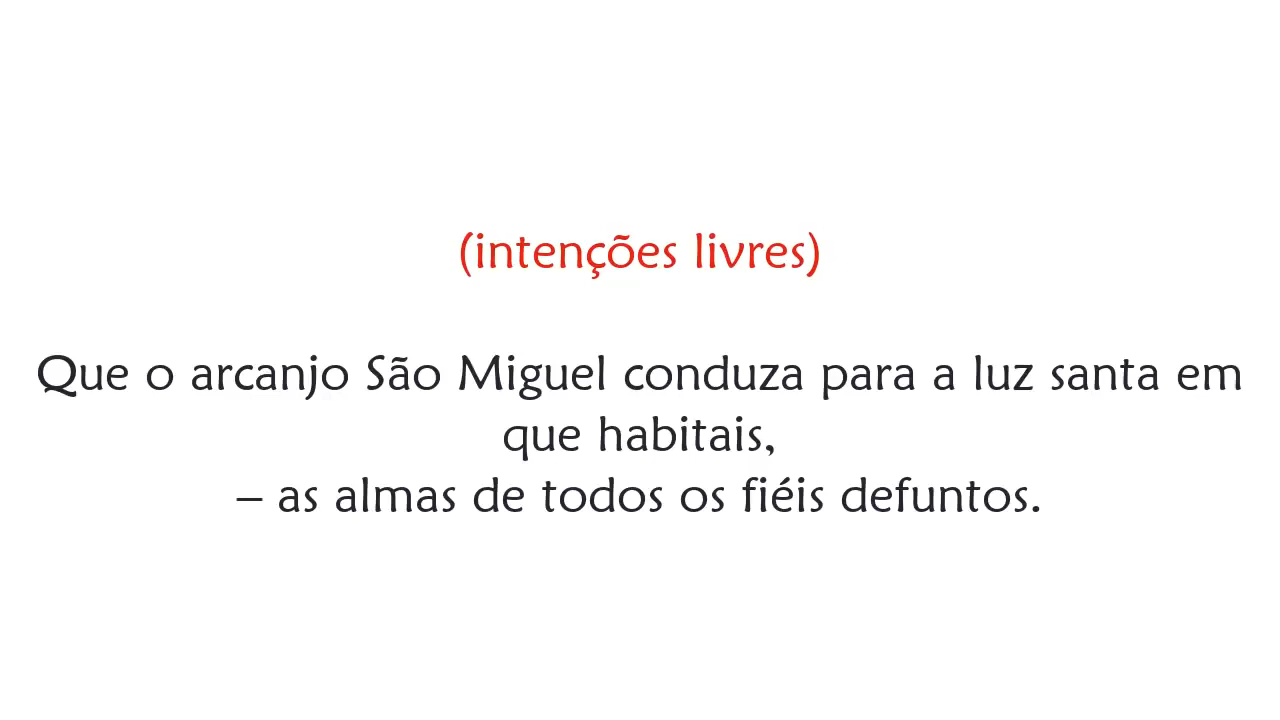 (intenções livres)
Que o arcanjo São Miguel conduza para a luz santa em
que habitais,
– as almas de todos os fiéis defuntos.